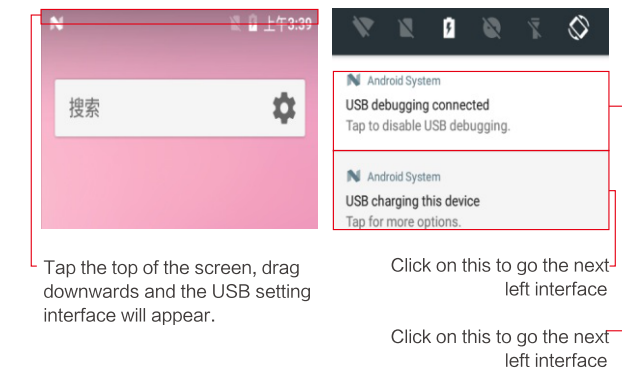 上午3:39
搜索
Android System
USB debugging connected
Tap to disable USB debugging.
Android System
USB charging this device
Tap for more options.
Tap the top of the screen, drag
downwards and the USB setting
interface will appear.
Click on this to go the next
left interface
Click on this to go the next
left interface